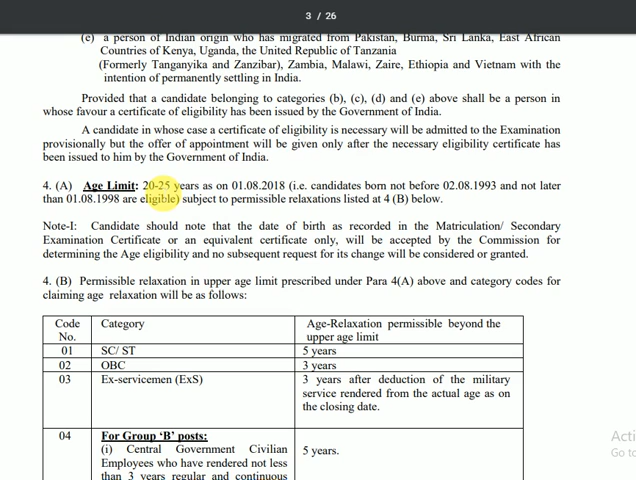 3 / 26
(e) a person of Indian origin who has migrated from Pakistan, Burma, Sri Lanka, East African
Countries of Kenya, Uganda, the United Republic of Tanzania
(Formerly Tanganyika and Zanzibar), Zambia, Malawi, Zaire, Ethiopia and Vietnam with the
intention of permanently settling in India.
Provided that a candidate belonging to categories (b), (c), (d) and (e) above shall be a person in
whose favour a certificate of eligibility has been issued by the Government of India.
A candidate in whose case a certificate of eligibility is necessary will be admitted to the Examination
provisionally but the offer of appointment will be given only after the necessary eligibility certificate has
been issued to him by the Government of India.
4. (A) Age Limit: 20-25 years as on 01.08.2018 (i.e. candidates born not before 02.08.1993 and not later
than 01.08.1998 are eligible) subject to permissible relaxations listed at 4 (B) below.
Note-I: Candidate should note that the date of birth as recorded in the Matriculation/ Secondary
Examination Certificate or an equivalent certificate only, will be accepted by the Commission for
determining the Age eligibility and no subsequent request for its change will be considered or granted.
4. (B) Permissible relaxation in upper age limit prescribed under Para 4(A) above and category codes for
claiming age relaxation will be as follows:
Code No. Category Age-Relaxation permissible beyond the upper age limit
01 SC/ ST 5 years
02 OBC 3 years
03 Ex-servicemen (ExS) 3 years after deduction of the military
service rendered from the actual age as on
the closing date.
04 For Group ‘B’ posts:
(i) Central Government Civilian
Employees who have rendered not less 5 years.
than 3 years regular and continuous
Acti
Go to